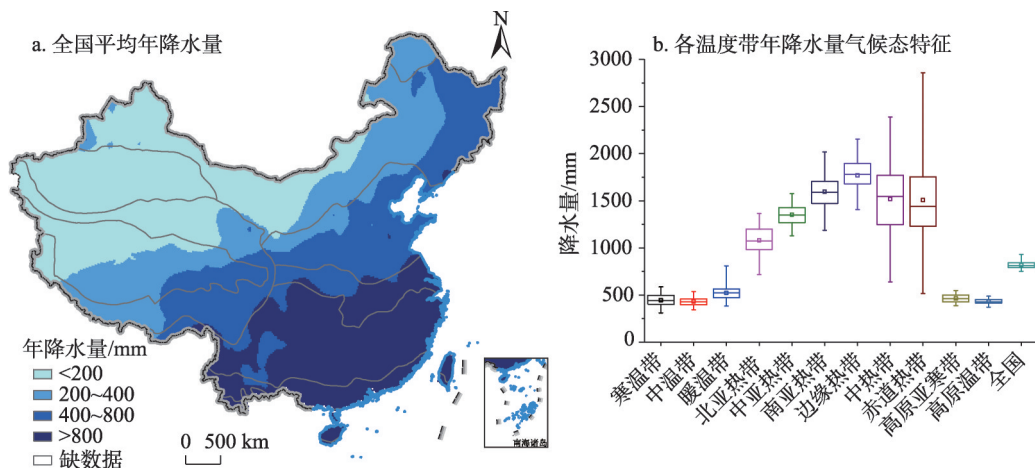 a. 全国平均年降水量
N
年降水量/mm
<200
200~400
400~800
>800
缺数据
0 500 km
南海诸岛
b. 各温度带年降水量气候态特征
降水量/mm
3000
2500
2000
1500
1000
500
0
寒温带
中温带
暖温带
北亚热带
中亚热带
南亚热带
边缘热带
中热带
赤道热带
高原亚寒带
高原温带
全国